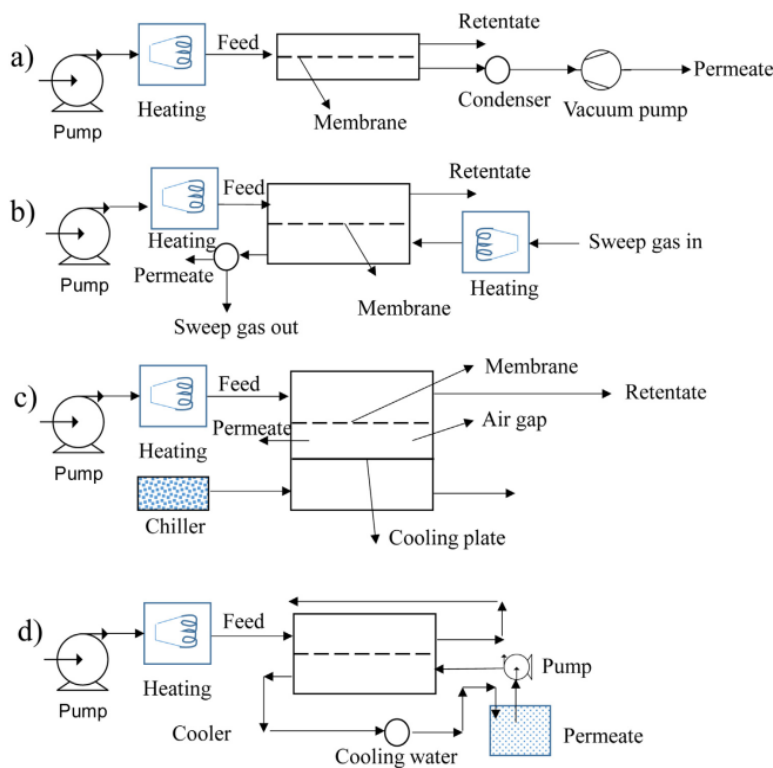 a)
Pump
Heating
Feed
Membrane
Retentate
Condenser
Vacuum pump
Permeate
b)
Pump
Heating
Feed
Retentate
Permeate
Sweep gas out
Membrane
Heating
Sweep gas in
c)
Pump
Heating
Feed
Membrane
Retentate
Air gap
Permeate
Chiller
Cooling plate
d)
Pump
Heating
Feed
Pump
Cooler
Cooling water
Permeate